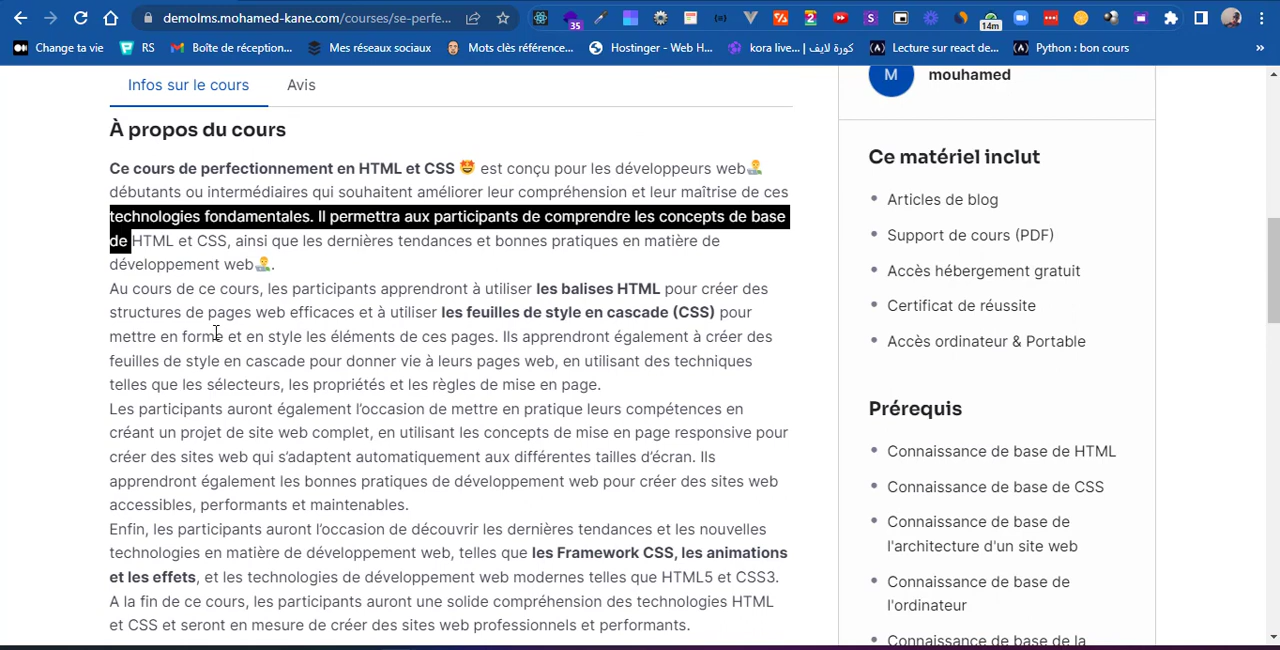 demolms.mohamed-kane.com/courses/se-perfe...
35
2
14m
Change ta vie
RS
Boîte de réception...
Mes réseaux sociaux
Mots clés référence...
Hostinger - Web H...
kora live... | كورة لايف
Lecture sur react de...
Python : bon cours
»
Infos sur le cours
Avis
À propos du cours
Ce cours de perfectionnement en HTML et CSS 🤩 est conçu pour les développeurs web🧑‍💻
débutants ou intermédiaires qui souhaitent améliorer leur compréhension et leur maîtrise de ces
technologies fondamentales. Il permettra aux participants de comprendre les concepts de base
de HTML et CSS, ainsi que les dernières tendances et bonnes pratiques en matière de
développement web🧑‍💻.
Au cours de ce cours, les participants apprendront à utiliser les balises HTML pour créer des
structures de pages web efficaces et à utiliser les feuilles de style en cascade (CSS) pour
mettre en forme et en style les éléments de ces pages. Ils apprendront également à créer des
feuilles de style en cascade pour donner vie à leurs pages web, en utilisant des techniques
telles que les sélecteurs, les propriétés et les règles de mise en page.
Les participants auront également l'occasion de mettre en pratique leurs compétences en
créant un projet de site web complet, en utilisant les concepts de mise en page responsive pour
créer des sites web qui s'adaptent automatiquement aux différentes tailles d'écran. Ils
apprendront également les bonnes pratiques de développement web pour créer des sites web
accessibles, performants et maintenables.
Enfin, les participants auront l'occasion de découvrir les dernières tendances et les nouvelles
technologies en matière de développement web, telles que les Framework CSS, les animations
et les effets, et les technologies de développement web modernes telles que HTML5 et CSS3.
A la fin de ce cours, les participants auront une solide compréhension des technologies HTML
et CSS et seront en mesure de créer des sites web professionnels et performants.
M
mouhamed
Ce matériel inclut
Articles de blog
Support de cours (PDF)
Accès hébergement gratuit
Certificat de réussite
Accès ordinateur & Portable
Prérequis
Connaissance de base de HTML
Connaissance de base de CSS
Connaissance de base de
l'architecture d'un site web
Connaissance de base de
l'ordinateur
Connaissance de base de la